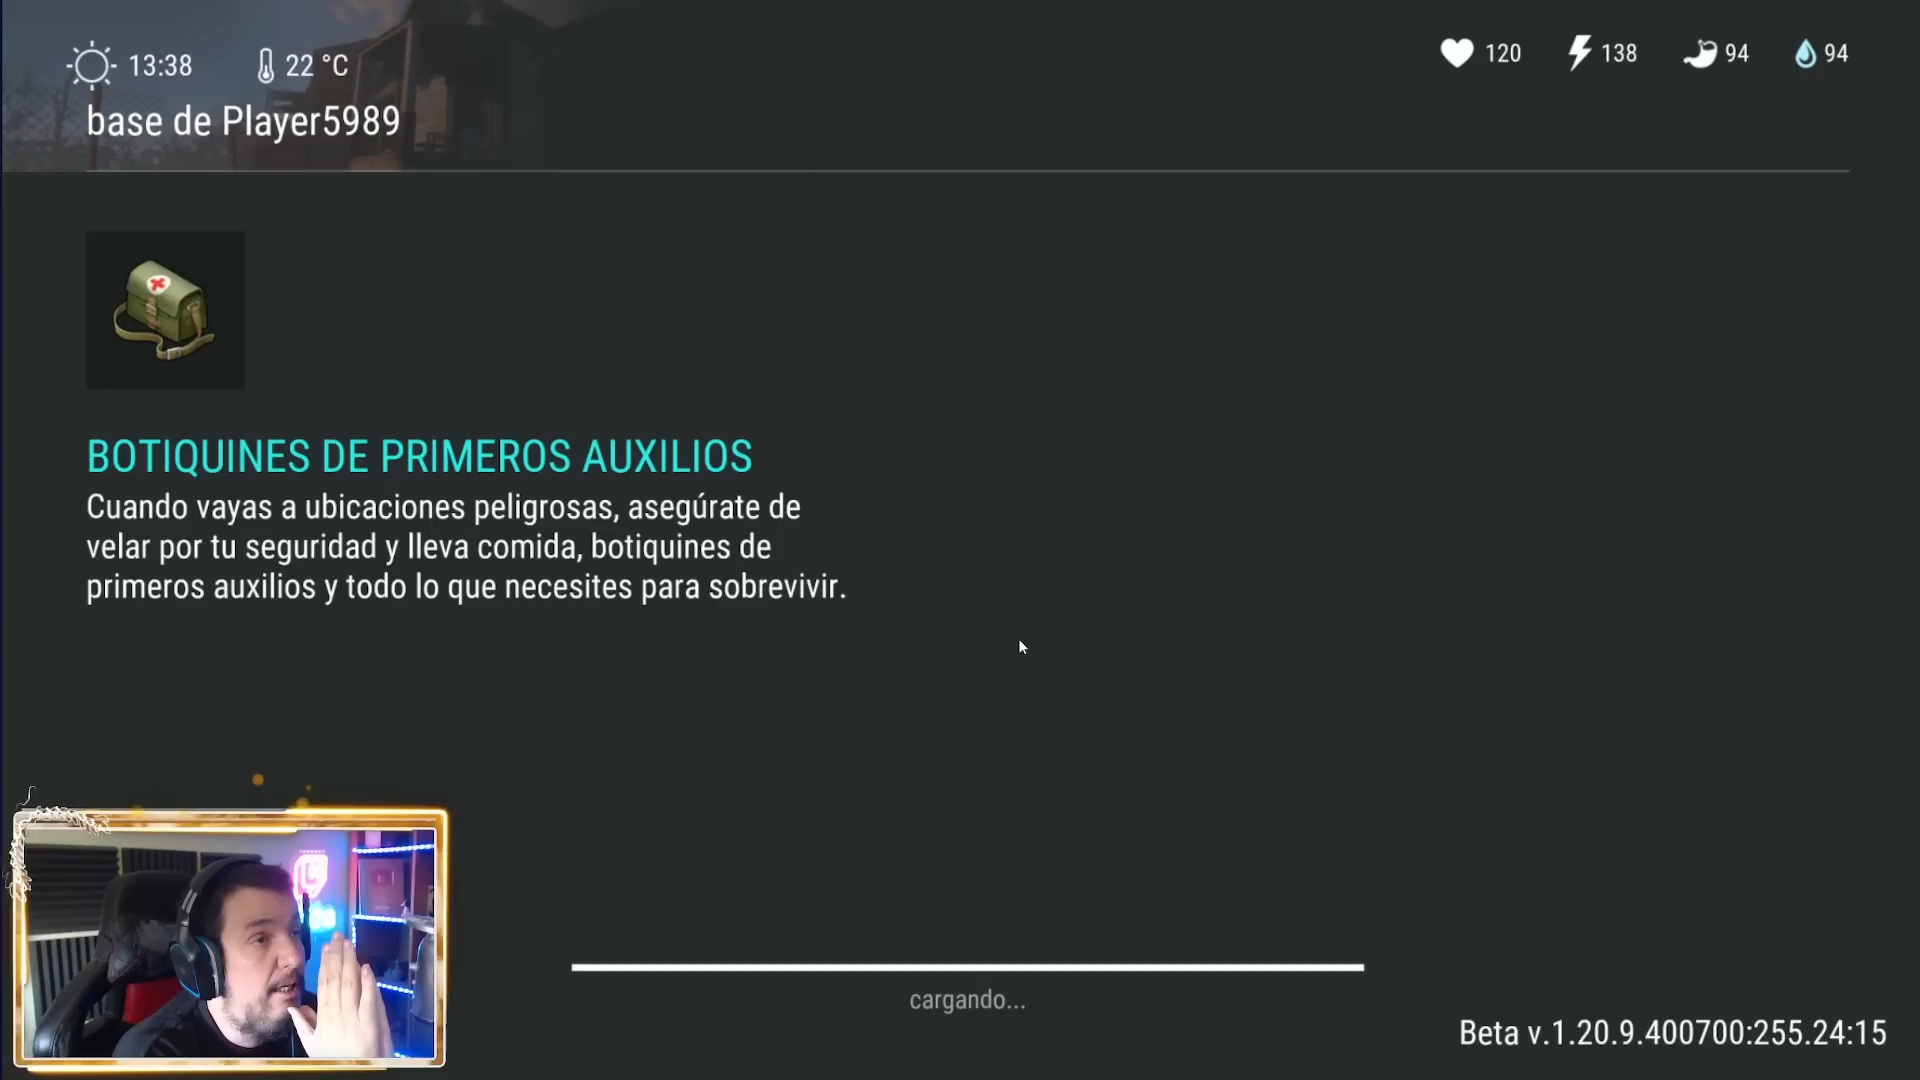 13:38
22 °C
120
138
94
94
base de Player5989
BOTIQUINES DE PRIMEROS AUXILIOS
Cuando vayas a ubicaciones peligrosas, asegúrate de
velar por tu seguridad y lleva comida, botiquines de
primeros auxilios y todo lo que necesites para sobrevivir.
cargando...
Beta v.1.20.9.400700:255.24:15